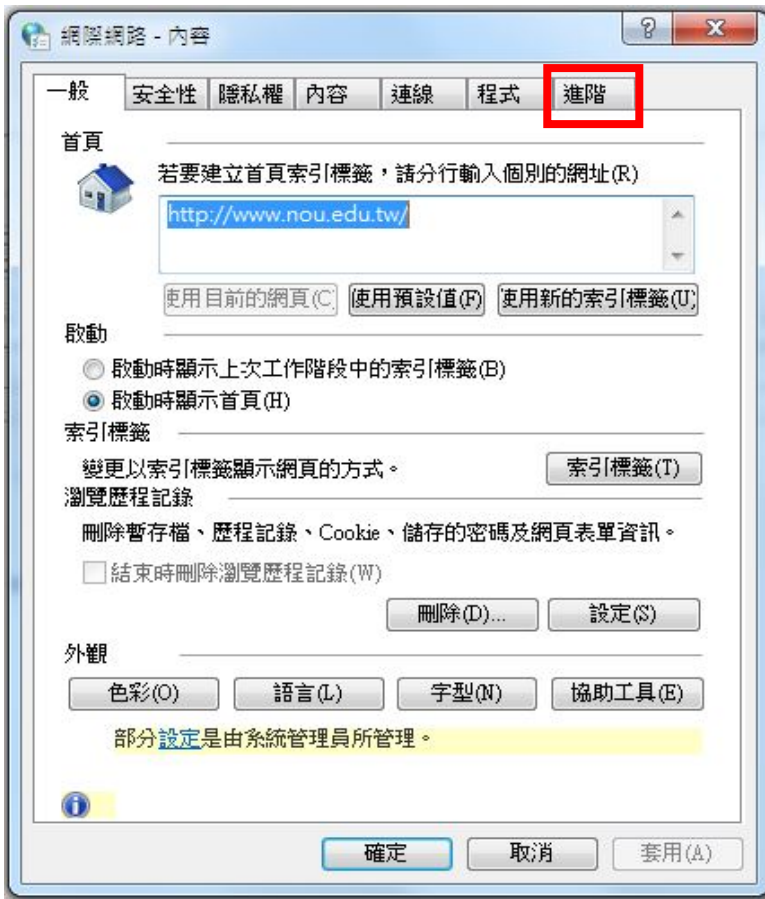 網際網路 - 內容
一般 安全性 隱私權 內容 連線 程式 進階
首頁
若要建立首頁索引標籤，請分行輸入個別的網址(R)
http://www.nou.edu.tw/
使用目前的網頁(C) 使用預設值(F) 使用新的索引標籤(U)
啟動
啟動時顯示上次工作階段中的索引標籤(B)
啟動時顯示首頁(H)
索引標籤
變更以索引標籤顯示網頁的方式。 索引標籤(T)
瀏覽歷程記錄
刪除暫存檔、歷程記錄、Cookie、儲存的密碼及網頁表單資訊。
結束時刪除瀏覽歷程記錄(W)
刪除(D)... 設定(S)
外觀
色彩(O) 語言(L) 字型(N) 協助工具(E)
部分設定是由系統管理員所管理。
確定 取消 套用(A)